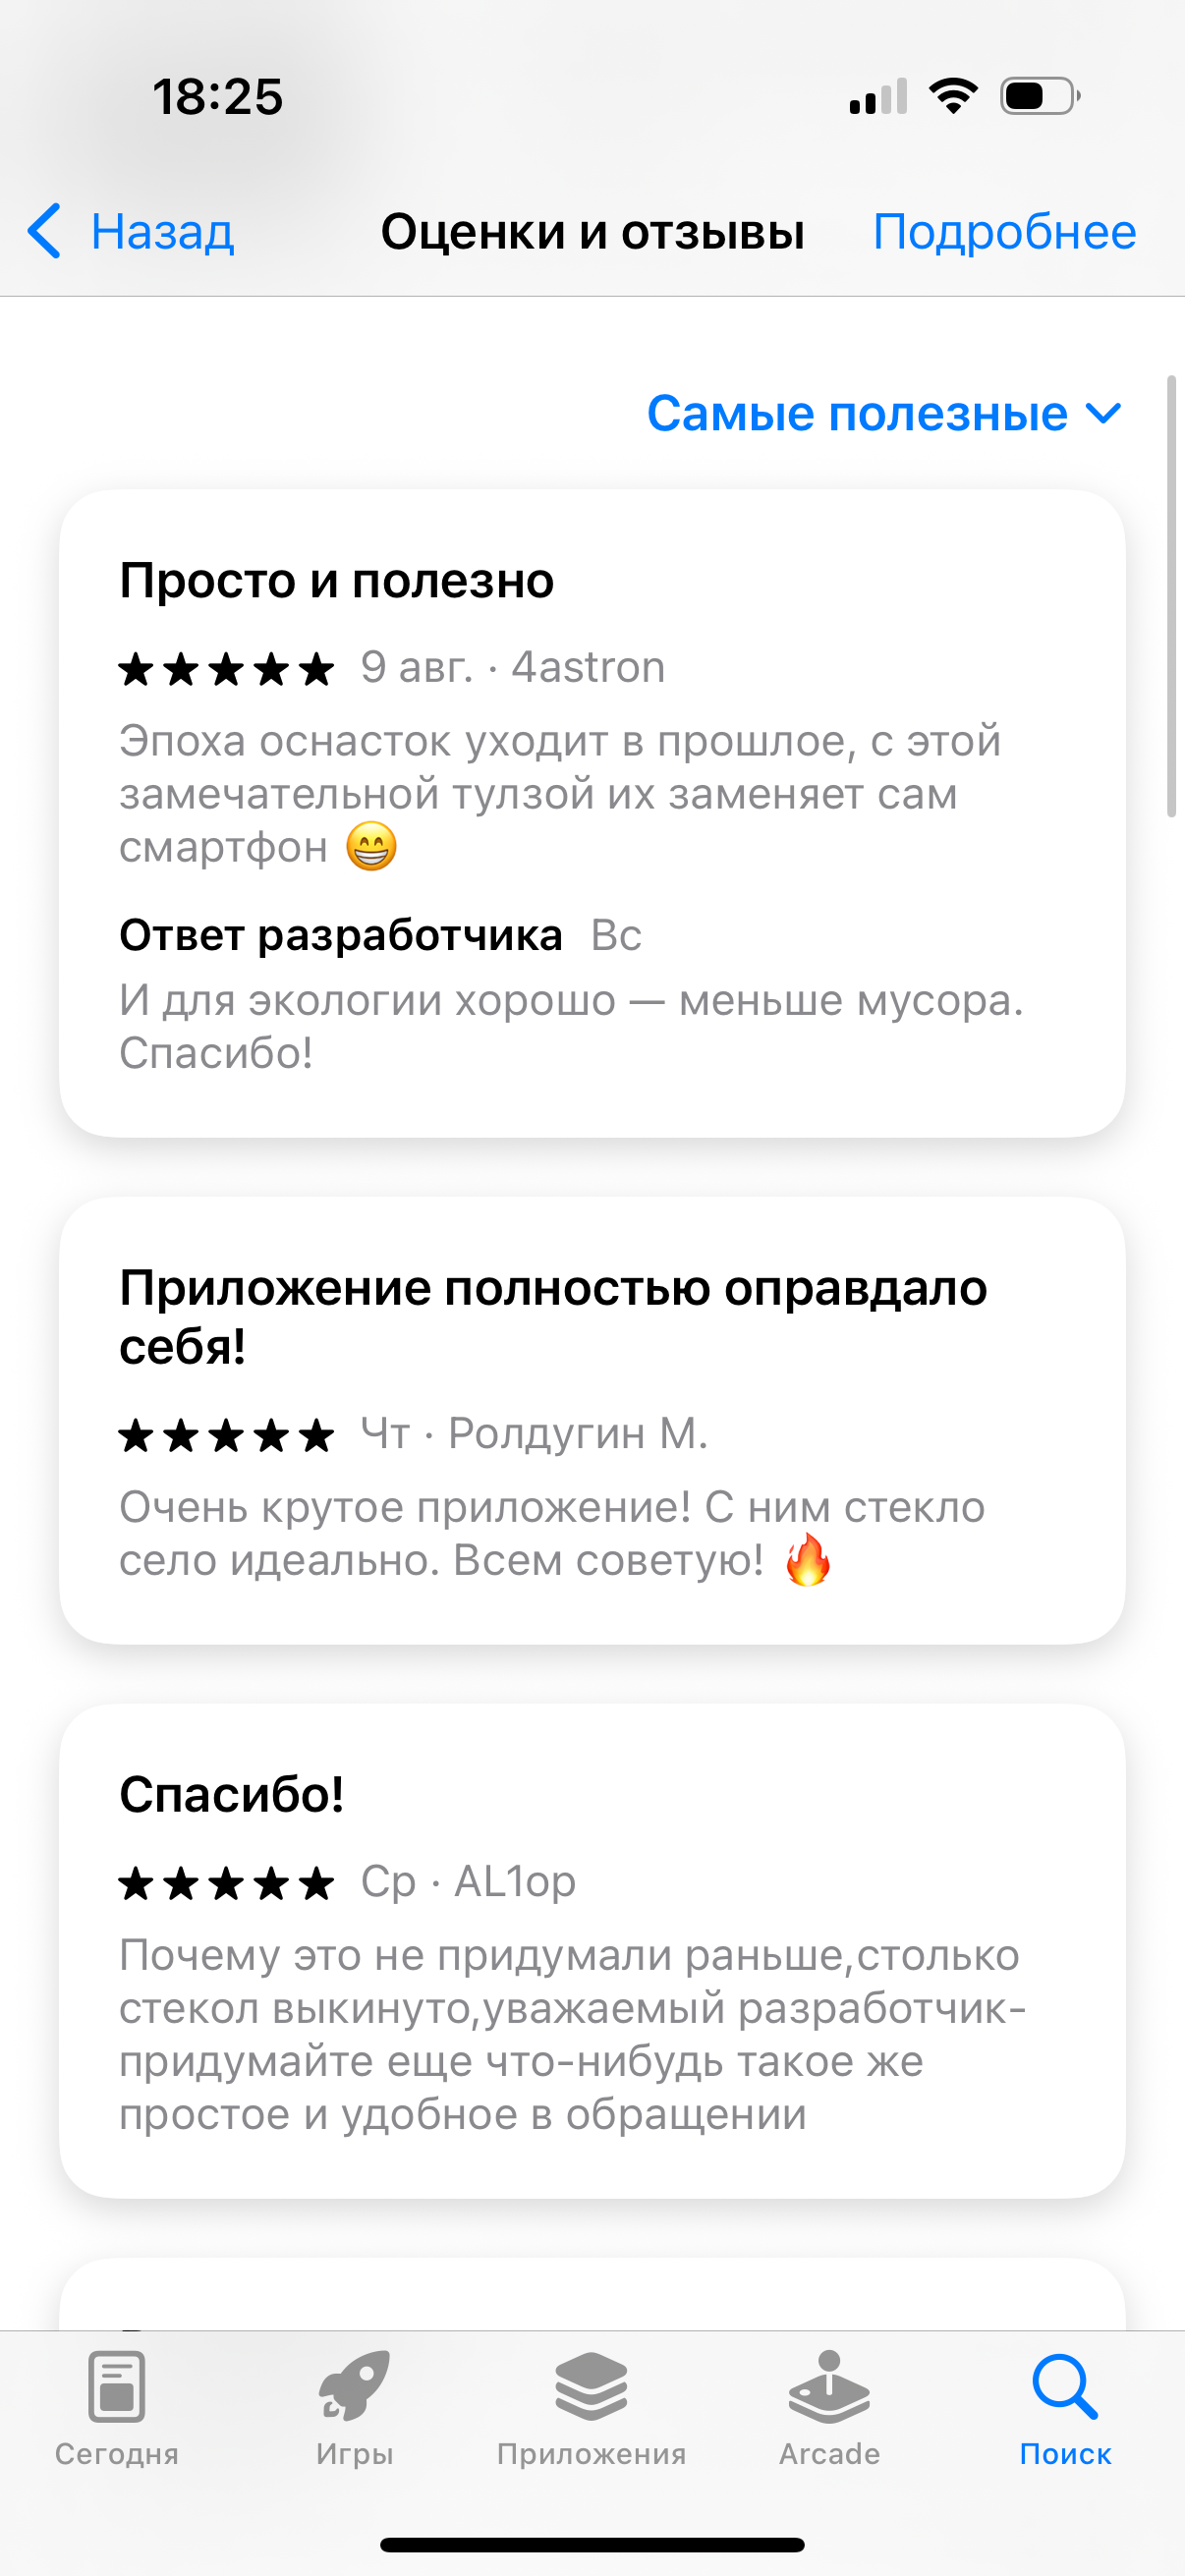 18:25
Назад
Оценки и отзывы
Подробнее
Самые полезные
Просто и полезно
9 авг. · 4astron
Эпоха оснасток уходит в прошлое, с этой
замечательной тулзой их заменяет сам
смартфон 😁
Ответ разработчика Вс
И для экологии хорошо — меньше мусора.
Спасибо!
Приложение полностью оправдало
себя!
Чт · Ролдугин М.
Очень крутое приложение! С ним стекло
село идеально. Всем советую! 🔥
Спасибо!
Ср · AL1op
Почему это не придумали раньше,столько
стекол выкинуто,уважаемый разработчик-
придумайте еще что-нибудь такое же
простое и удобное в обращении
Сегодня
Игры
Приложения
Arcade
Поиск